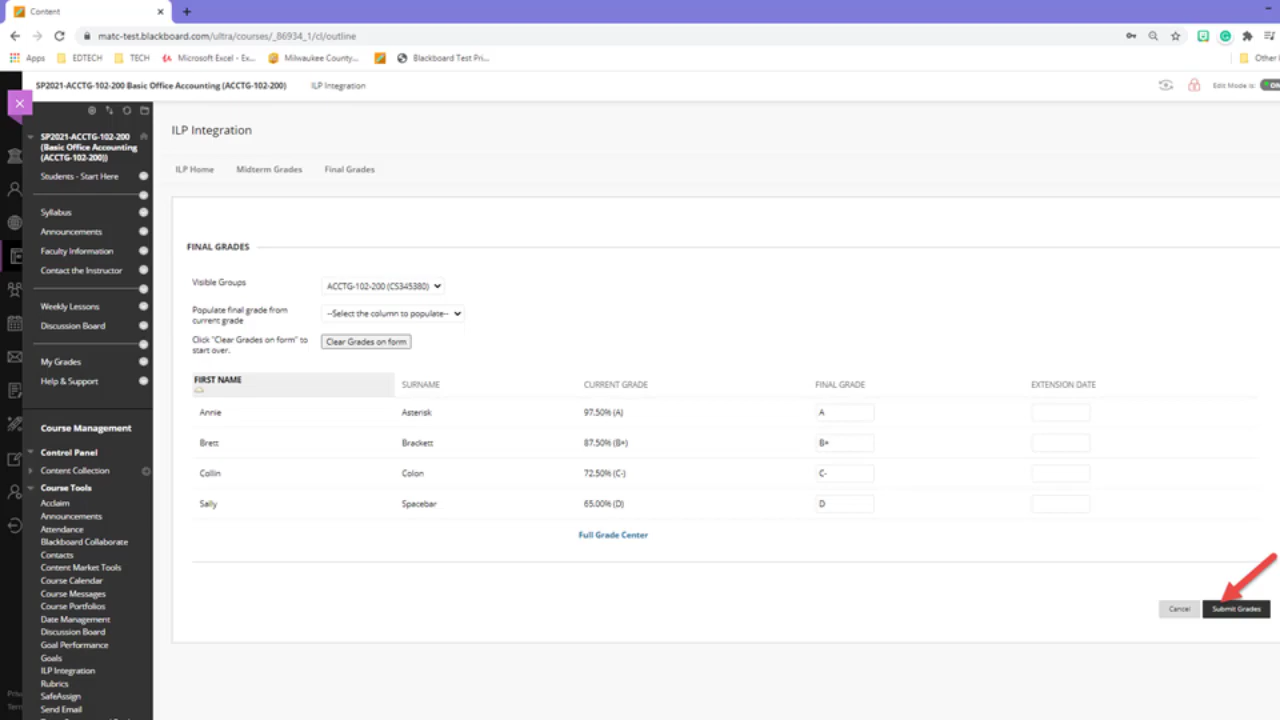 Content
matc-test.blackboard.com/ultra/courses/_86934_1/cl/outline
Apps EDTECH TECH Microsoft Excel - Ex... Milwaukee County... Blackboard Test Pri... Other
SP2021-ACCTG-102-200 Basic Office Accounting (ACCTG-102-200) ILP Integration Edit Mode is: ON
SP2021-ACCTG-102-200
(Basic Office Accounting
(ACCTG-102-200))
Students - Start Here
Syllabus
Announcements
Faculty Information
Contact the Instructor
Weekly Lessons
Discussion Board
My Grades
Help & Support
Course Management
Control Panel
Content Collection
Course Tools
Acclaim
Announcements
Attendance
Blackboard Collaborate
Contacts
Content Market Tools
Course Calendar
Course Messages
Course Portfolios
Date Management
Discussion Board
Goal Performance
Goals
ILP Integration
Rubrics
SafeAssign
Send Email
ILP Integration
ILP Home Midterm Grades Final Grades
FINAL GRADES
Visible Groups ACCTG-102-200 (CS345380)
Populate final grade from
current grade
--Select the column to populate--
Click "Clear Grades on form" to
start over.
Clear Grades on form
FIRST NAME SURNAME CURRENT GRADE FINAL GRADE EXTENSION DATE
Annie Asterisk 97.50% (A) A
Brett Brackett 87.50% (B+) B+
Collin Colon 72.50% (C-) C-
Sally Spacebar 65.00% (D) D
Full Grade Center
Cancel Submit Grades